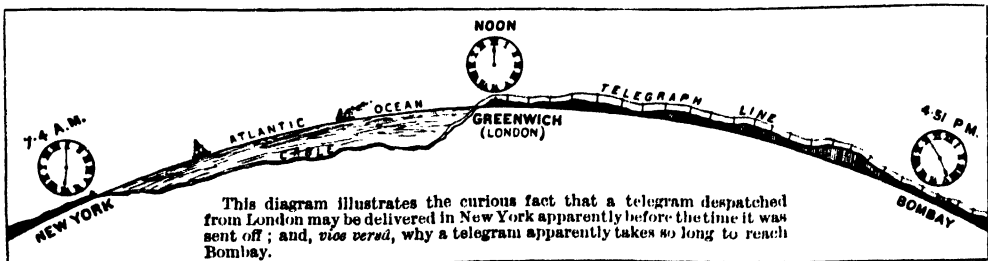 NOON
TELEGRAPH LINE
ATLANTIC OCEAN
7·4 A.M.
4·51 P.M.
CABLE
GREENWICH
(LONDON)
NEW YORK
BOMBAY
This diagram illustrates the curious fact that a telegram despatched
from London may be delivered in New York apparently before the time it was
sent off ; and, vice versâ, why a telegram apparently takes so long to reach
Bombay.